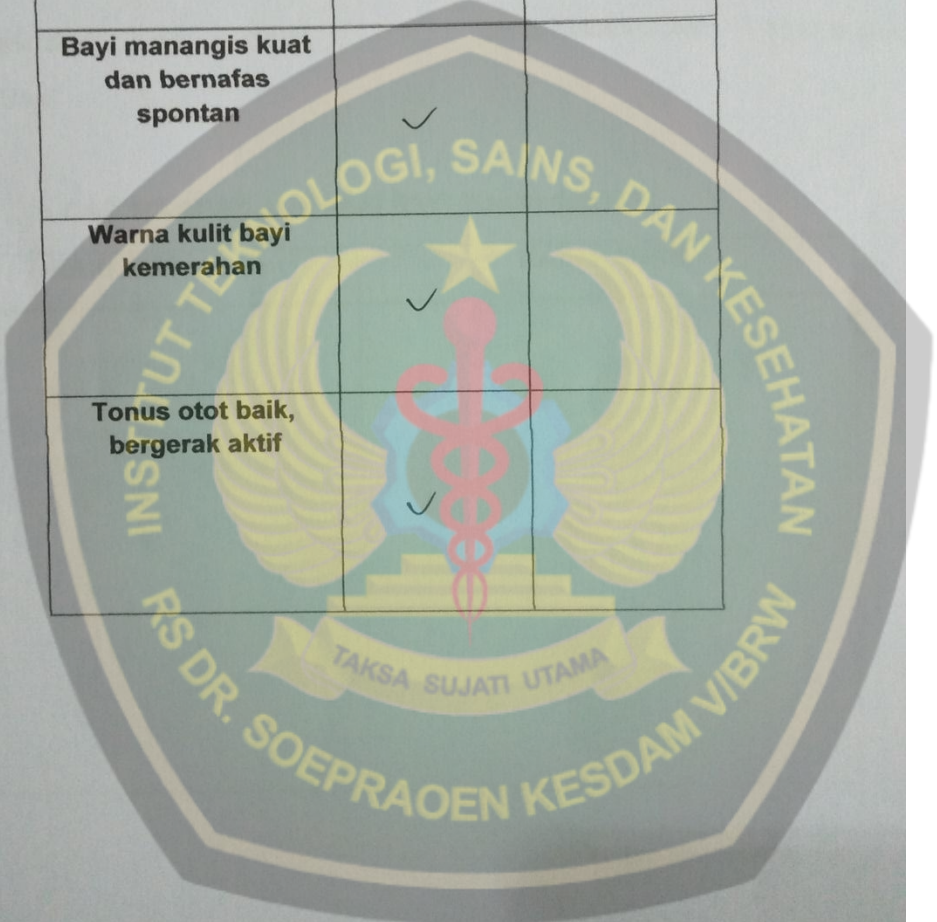 Bayi manangis kuat
dan bernafas
spontan
✓
Warna kulit bayi
kemerahan
✓
Tonus otot baik,
bergerak aktif
✓
INSTITUT TEKNOLOGI, SAINS, DAN KESEHATAN
TAKSA SUJATI UTAMA
RS DR. SOEPRAOEN KESDAM V/BRW